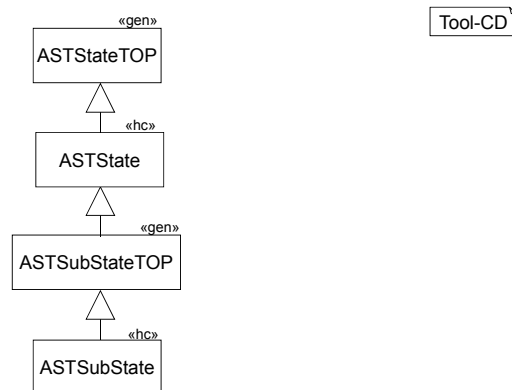 «gen»
ASTStateTOP
Tool-CD
«hc»
ASTState
«gen»
ASTSubStateTOP
«hc»
ASTSubState